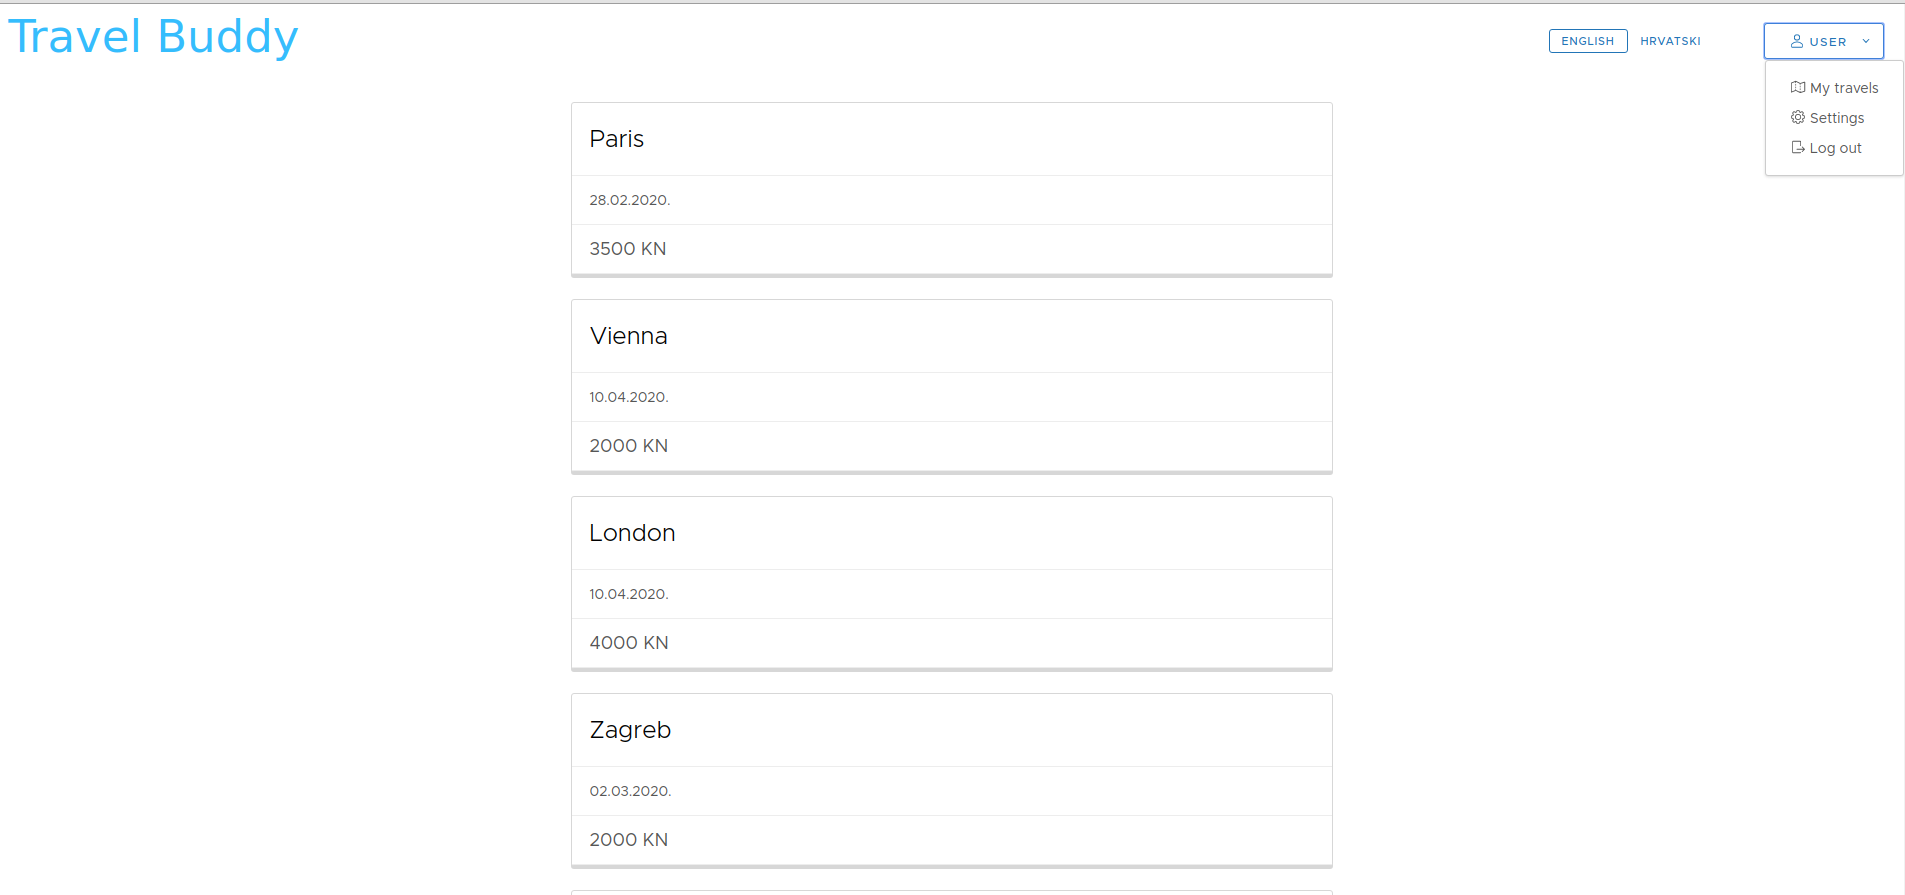 Travel Buddy
ENGLISH HRVATSKI USER
My travels
Settings
Log out
Paris
28.02.2020.
3500 KN
Vienna
10.04.2020.
2000 KN
London
10.04.2020.
4000 KN
Zagreb
02.03.2020.
2000 KN